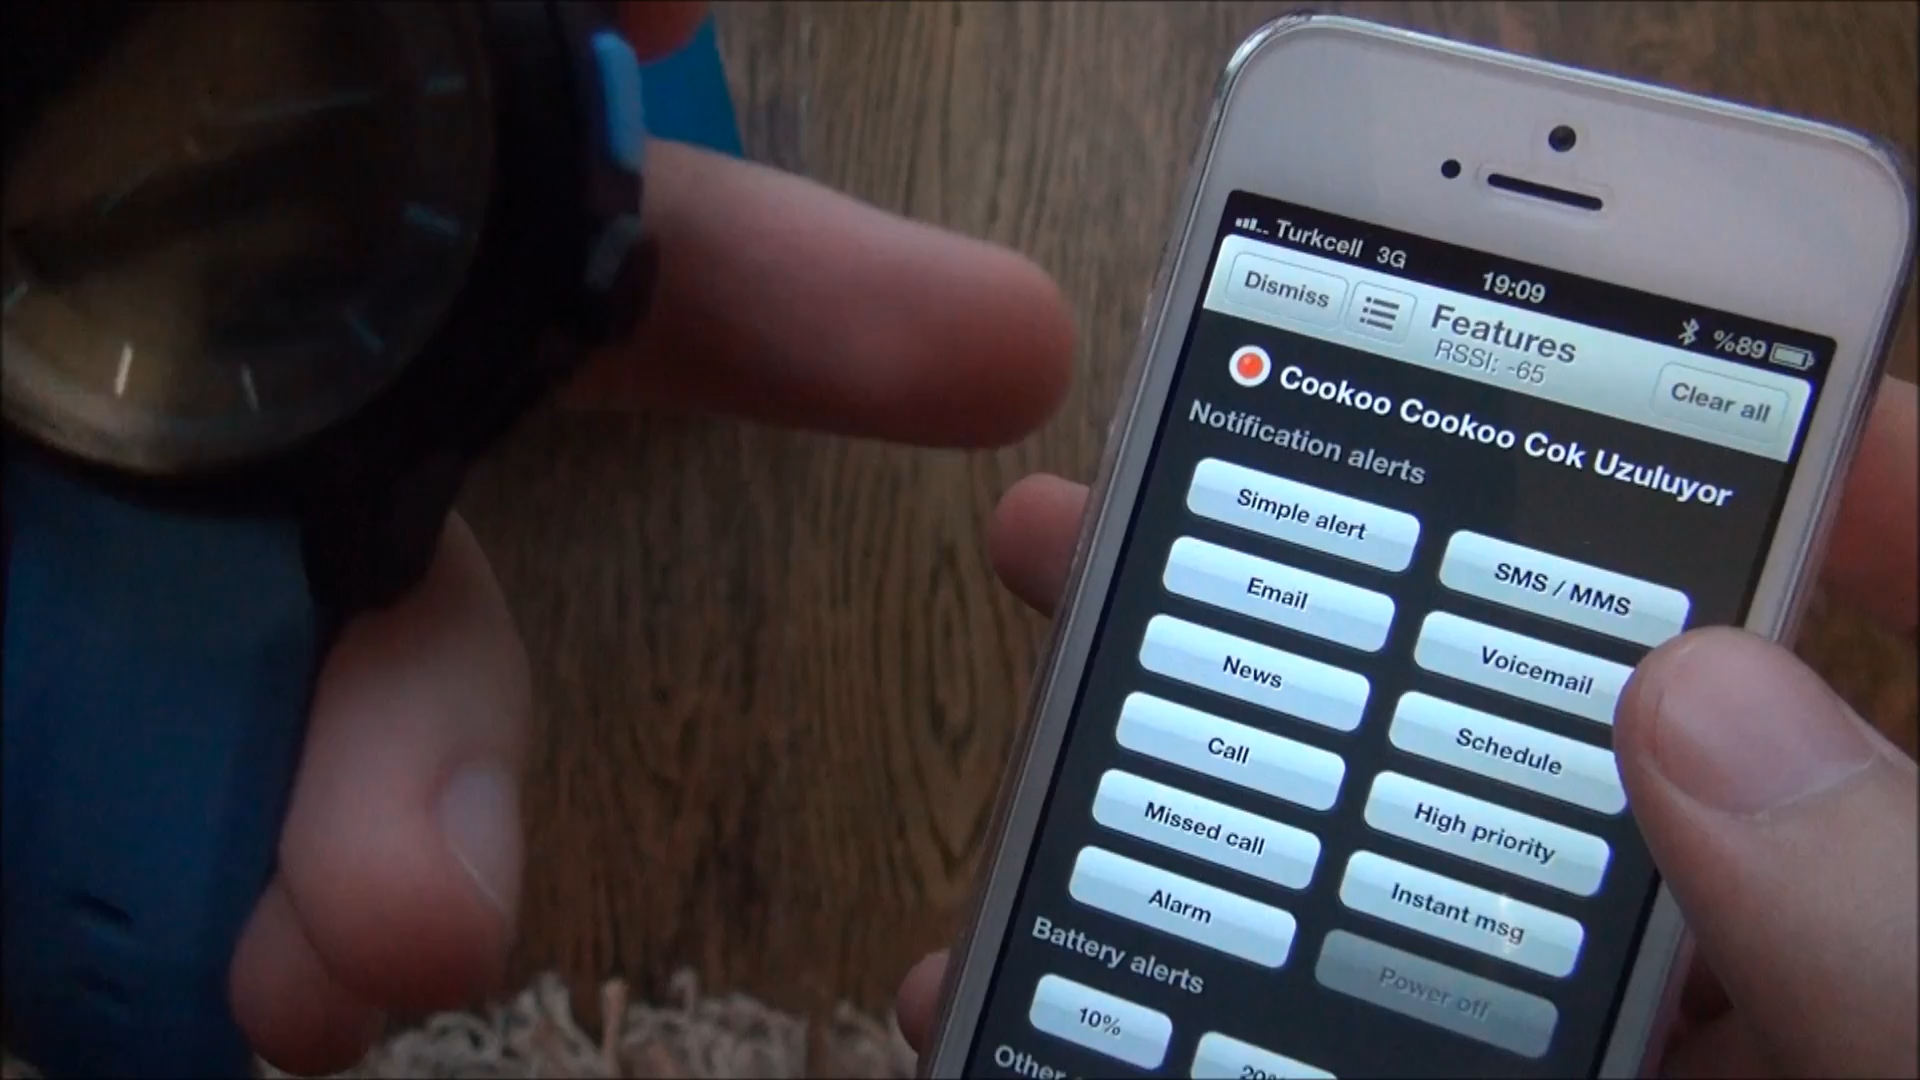 Turkcell 3G 19:09 %89
Dismiss Features Clear all
RSSI: -65
Cookoo Cookoo Cok Uzuluyor
Notification alerts
Simple alert SMS / MMS
Email Voicemail
News Schedule
Call High priority
Missed call Instant msg
Alarm Power off
Battery alerts
10%
Other